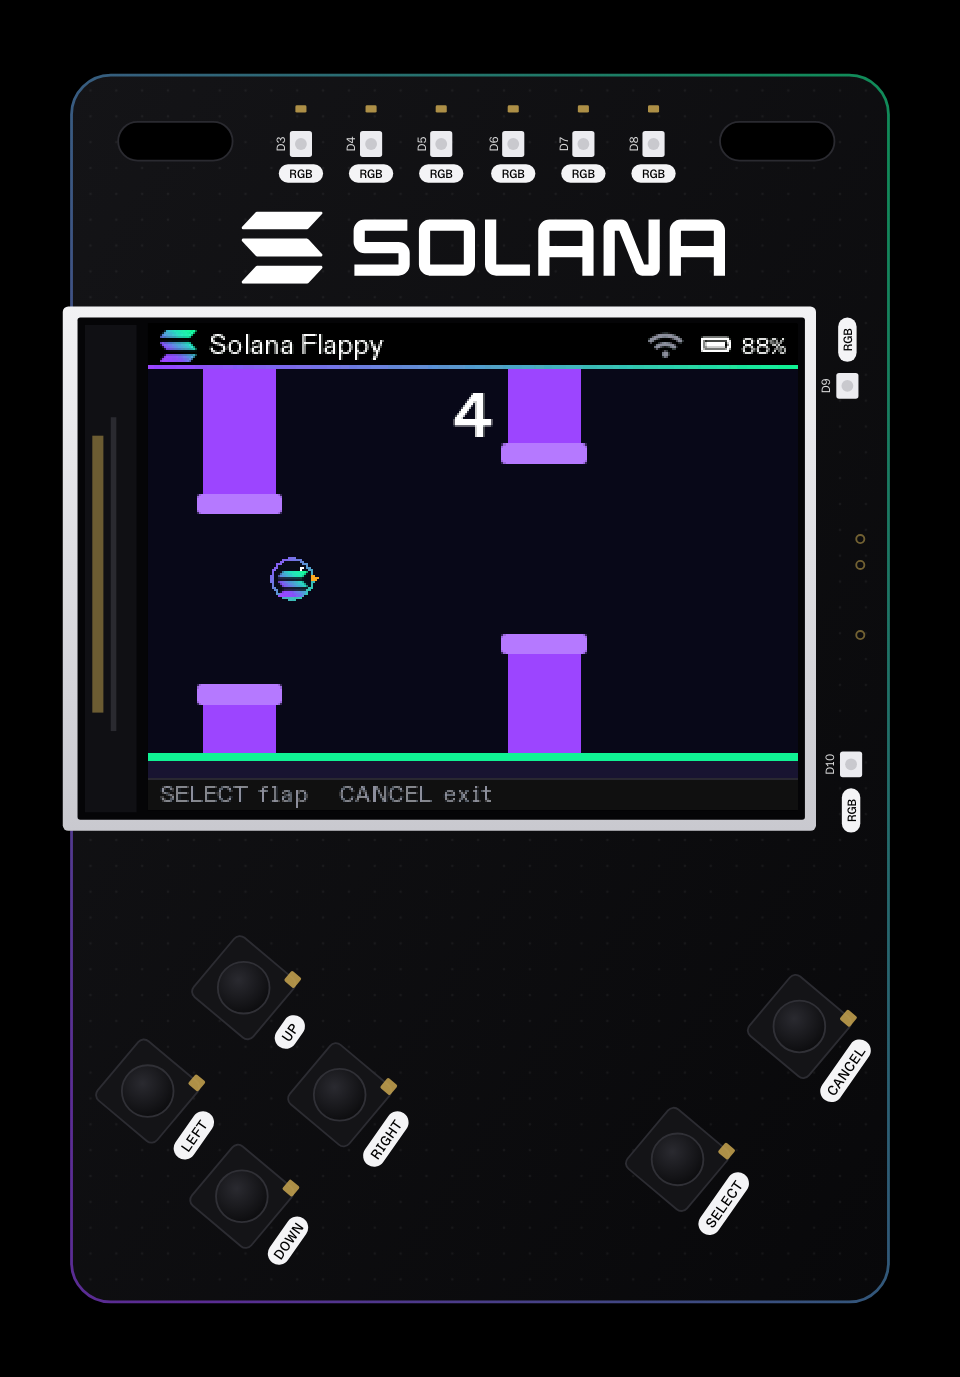 D3 D4 D5 D6 D7 D8
RGB RGB RGB RGB RGB RGB
SOLANA
Solana Flappy 88%
RGB
D9
4
D10
RGB
SELECT flap CANCEL exit
UP
LEFT
RIGHT
DOWN
CANCEL
SELECT